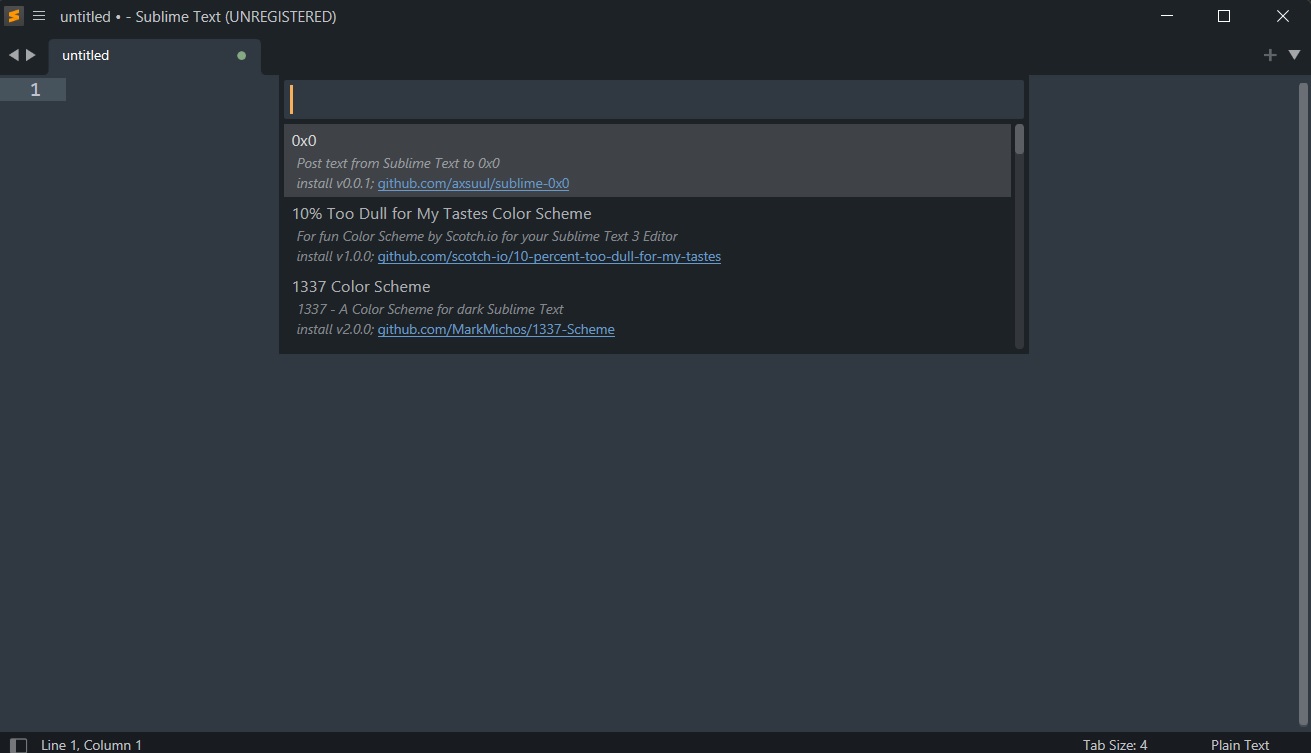 untitled • - Sublime Text (UNREGISTERED)
untitled
1
0x0
Post text from Sublime Text to 0x0
install v0.0.1; github.com/axsuul/sublime-0x0
10% Too Dull for My Tastes Color Scheme
For fun Color Scheme by Scotch.io for your Sublime Text 3 Editor
install v1.0.0; github.com/scotch-io/10-percent-too-dull-for-my-tastes
1337 Color Scheme
1337 - A Color Scheme for dark Sublime Text
install v2.0.0; github.com/MarkMichos/1337-Scheme
Line 1, Column 1
Tab Size: 4
Plain Text